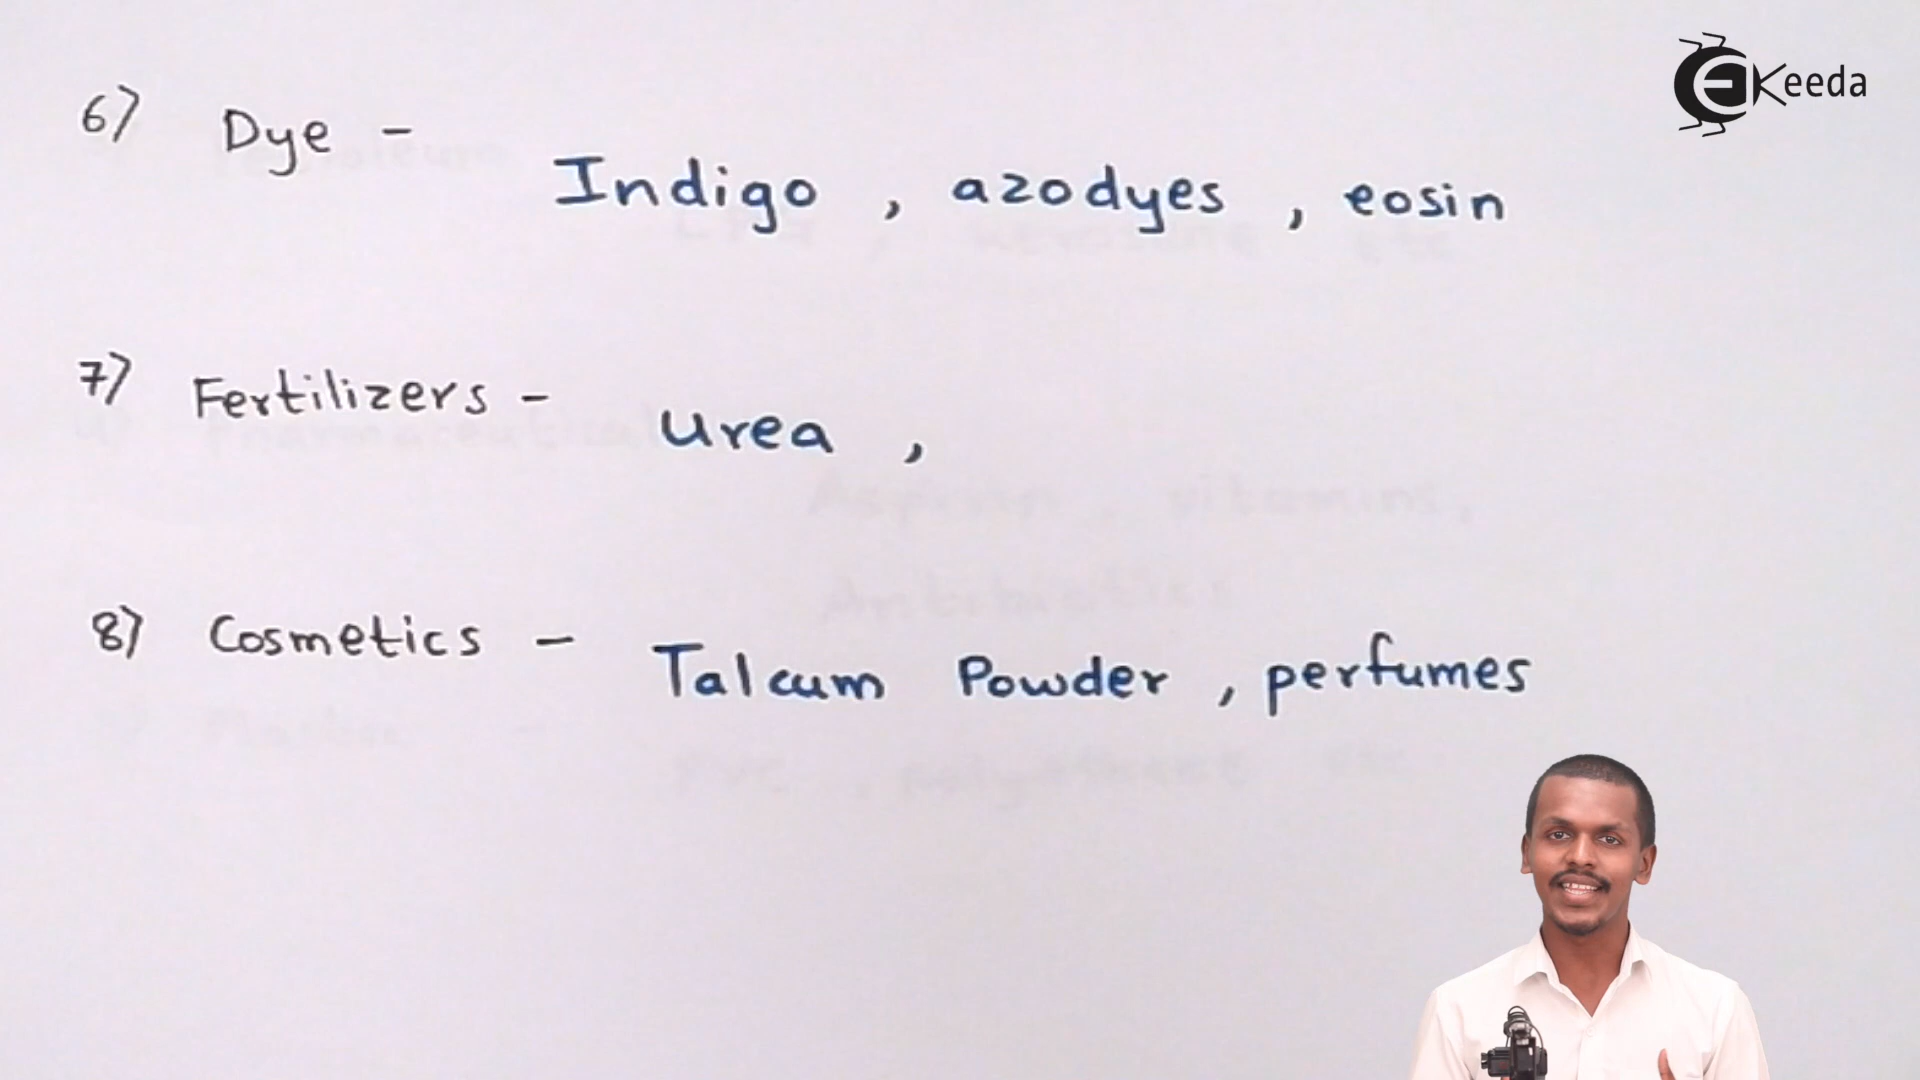 Keeda
6) Dye - Indigo , azodyes , eosin
7) Fertilizers - Urea ,
8) Cosmetics - Talcum Powder , perfumes